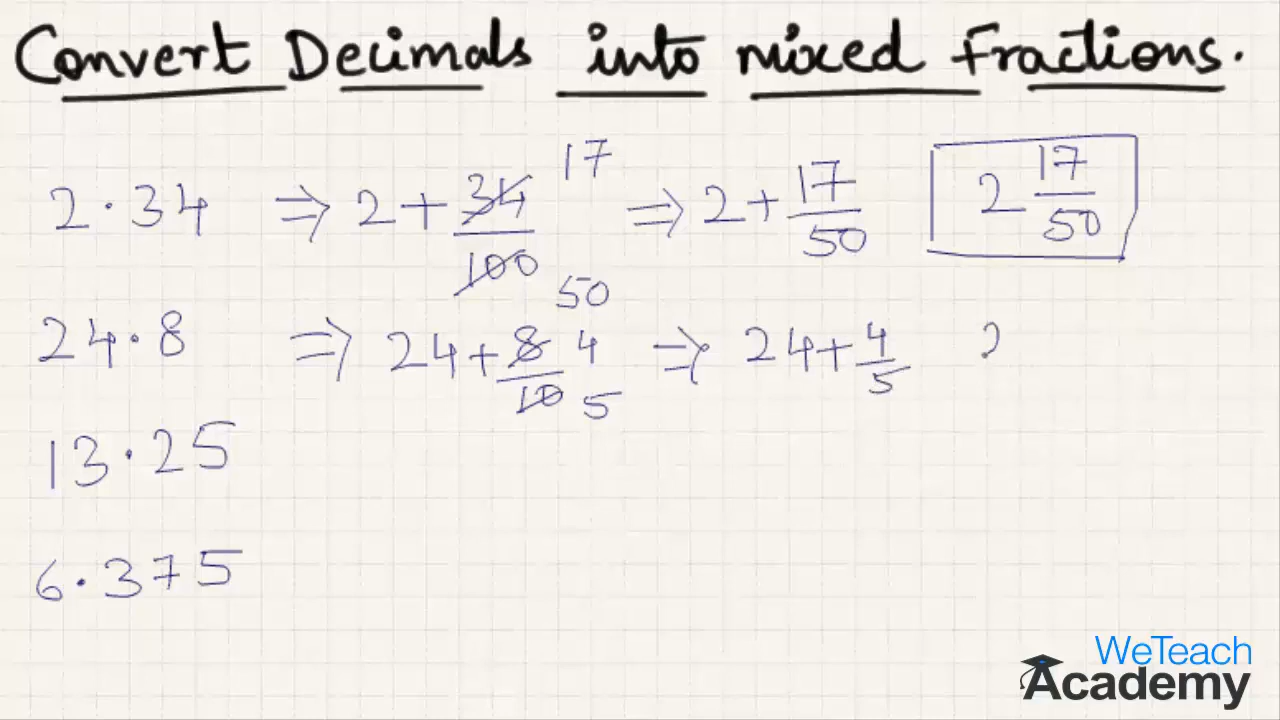 Convert Decimals into mixed Fractions.
2.34 ⇒ 2 + 34/100 17 50 ⇒ 2 + 17/50 2 17/50
24.8 ⇒ 24 + 8/10 4 5 ⇒ 24 + 4/5 2
13.25
6.375
WeTeach
Academy